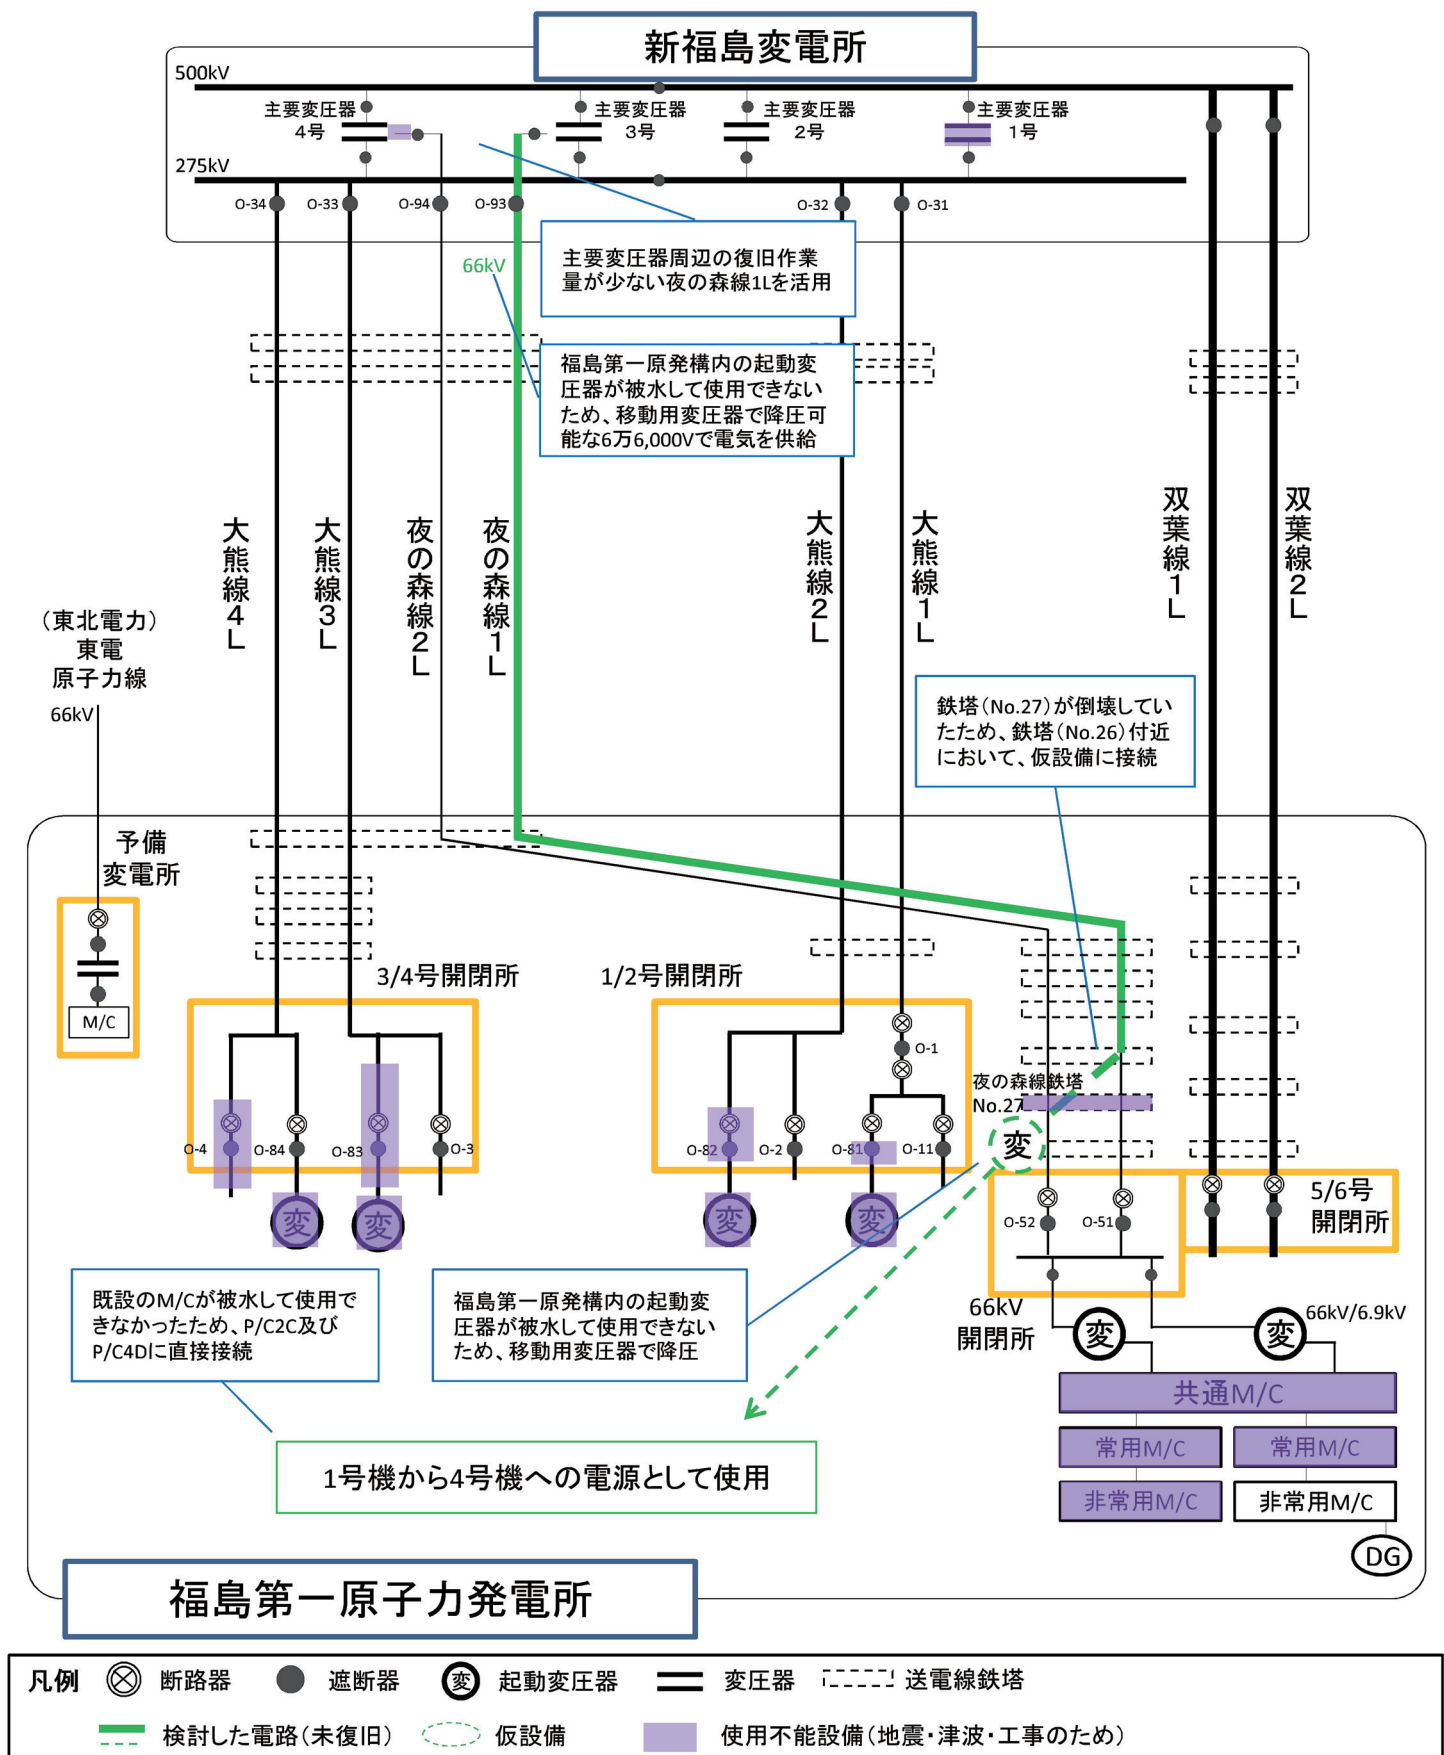 新福島変電所
500kV
主要変圧器
4号
主要変圧器
3号
主要変圧器
2号
主要変圧器
1号
275kV
O-34
O-33
O-94
O-93
O-32
O-31
主要変圧器周辺の復旧作業
量が少ない夜の森線1Lを活用
66kV
福島第一原発構内の起動変
圧器が被水して使用できない
ため、移動用変圧器で降圧可
能な6万6,000Vで電気を供給
大熊線4L
大熊線3L
夜の森線2L
夜の森線1L
大熊線2L
大熊線1L
双葉線1L
双葉線2L
(東北電力)
東電
原子力線
66kV
鉄塔(No.27)が倒壊してい
たため、鉄塔(No.26)付近
において、仮設備に接続
予備
変電所
M/C
3/4号開閉所
1/2号開閉所
O-1
夜の森線鉄塔
No.27
O-4
O-84
O-83
O-3
O-82
O-2
O-81
O-11
変
変
変
変
変
O-52
O-51
5/6号
開閉所
66kV
開閉所
変
変
66kV/6.9kV
既設のM/Cが被水して使用で
きなかったため、P/C2C及び
P/C4Dに直接接続
福島第一原発構内の起動変
圧器が被水して使用できない
ため、移動用変圧器で降圧
共通M/C
常用M/C
常用M/C
非常用M/C
非常用M/C
DG
1号機から4号機への電源として使用
福島第一原子力発電所
凡例
断路器
遮断器
変
起動変圧器
変圧器
送電線鉄塔
検討した電路(未復旧)
仮設備
使用不能設備(地震・津波・工事のため)